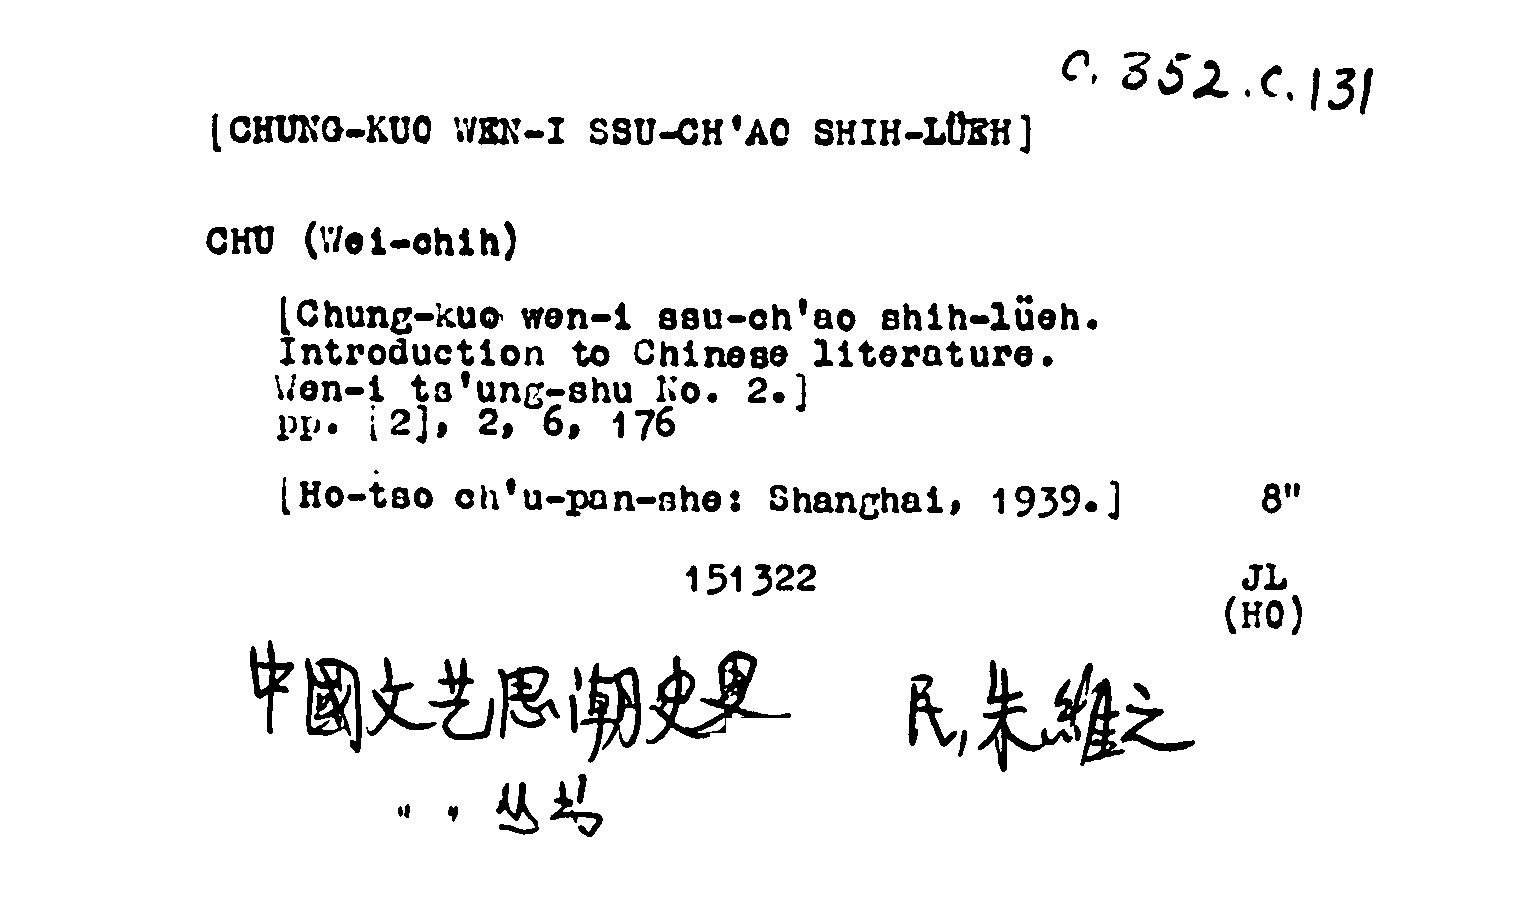 C. 352.C.131
[CHUNG-KUO WEN-I SSU-CH'AO SHIH-LÜEH]
CHU (Wei-chih)
[Chung-kuo wen-i ssu-ch'ao shih-lüeh.
Introduction to Chinese literature.
Wen-i ts'ung-shu No. 2.]
pp. [2], 2, 6, 176
[Ho-tso ch'u-pan-she: Shanghai, 1939.] 8"
151322 JL
(HO)
中國文艺思潮史 民, 朱維之
" " 丛书